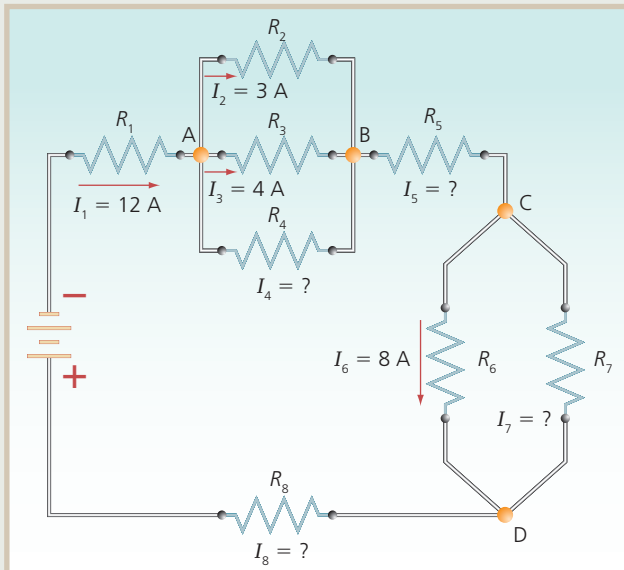 R₂
I₂ = 3 A
R₁
A
R₃
B
R₅
I₁ = 12 A
I₃ = 4 A
I₅ = ?
R₄
C
I₄ = ?
−
+
I₆ = 8 A
R₆
R₇
I₇ = ?
R₈
D
I₈ = ?